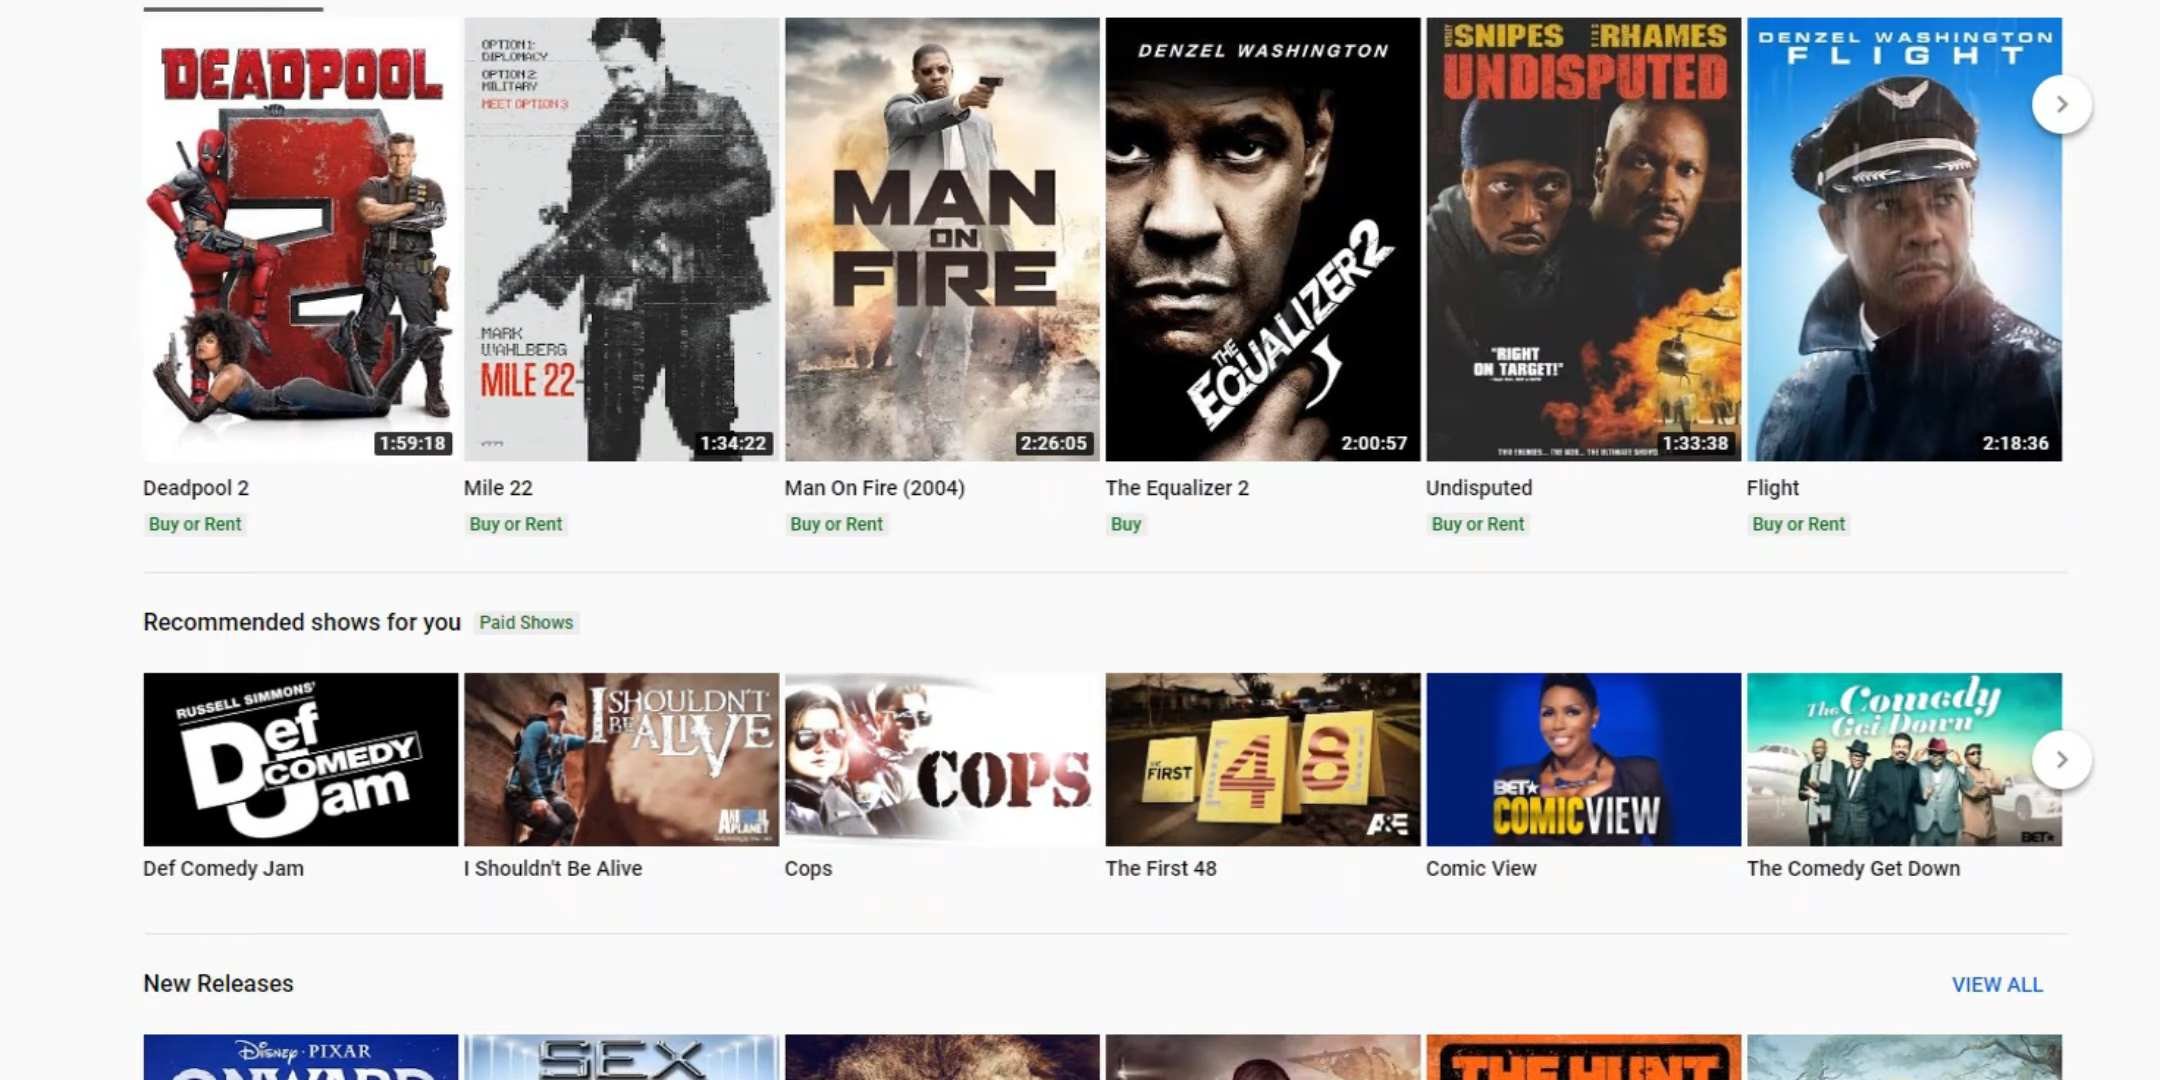 DEADPOOL
OPTION 1:
DIPLOMACY
OPTION 2:
MILITARY
MEET OPTION 3
MARK
WAHLBERG
MILE 22
MAN
ON
FIRE
DENZEL WASHINGTON
THE
EQUALIZER 2
SNIPES
RHAMES
UNDISPUTED
"RIGHT
ON TARGET!"
DENZEL WASHINGTON
FLIGHT
1:59:18
1:34:22
2:26:05
2:00:57
1:33:38
2:18:36
Deadpool 2
Mile 22
Man On Fire (2004)
The Equalizer 2
Undisputed
Flight
Buy or Rent
Buy or Rent
Buy or Rent
Buy
Buy or Rent
Buy or Rent
Recommended shows for you Paid Shows
RUSSELL SIMMONS'
Def
COMEDY
Jam
I SHOULDN'T
BE ALIVE
ANIMAL
PLANET
COPS
THE
FIRST
48
A&E
BET★
COMICVIEW
The Comedy
Get Down
BET★
Def Comedy Jam
I Shouldn't Be Alive
Cops
The First 48
Comic View
The Comedy Get Down
New Releases
VIEW ALL
DISNEY · PIXAR
ONWARD
SEX
THE HUNT